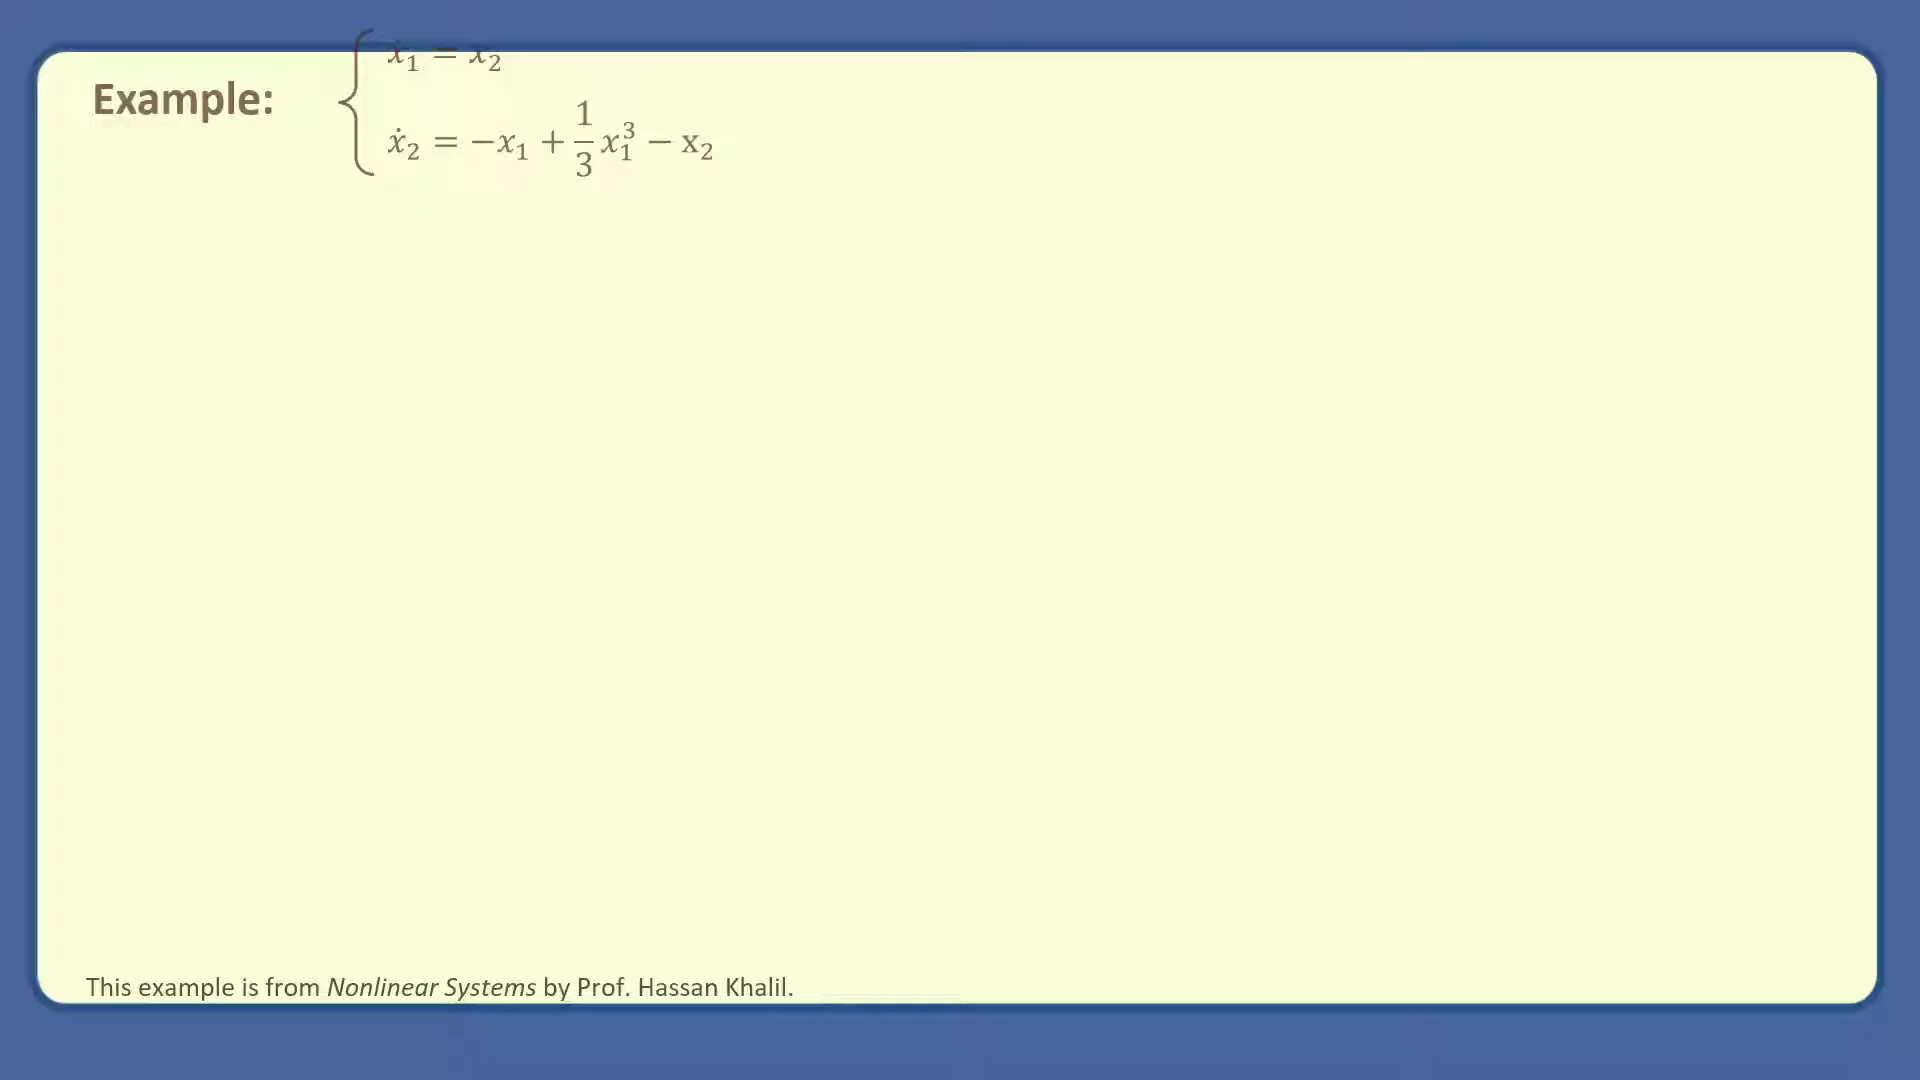 Example:
ẋ₁ = x₂
ẋ₂ = −x₁ + 1/3 x₁³ − x₂
This example is from Nonlinear Systems by Prof. Hassan Khalil.